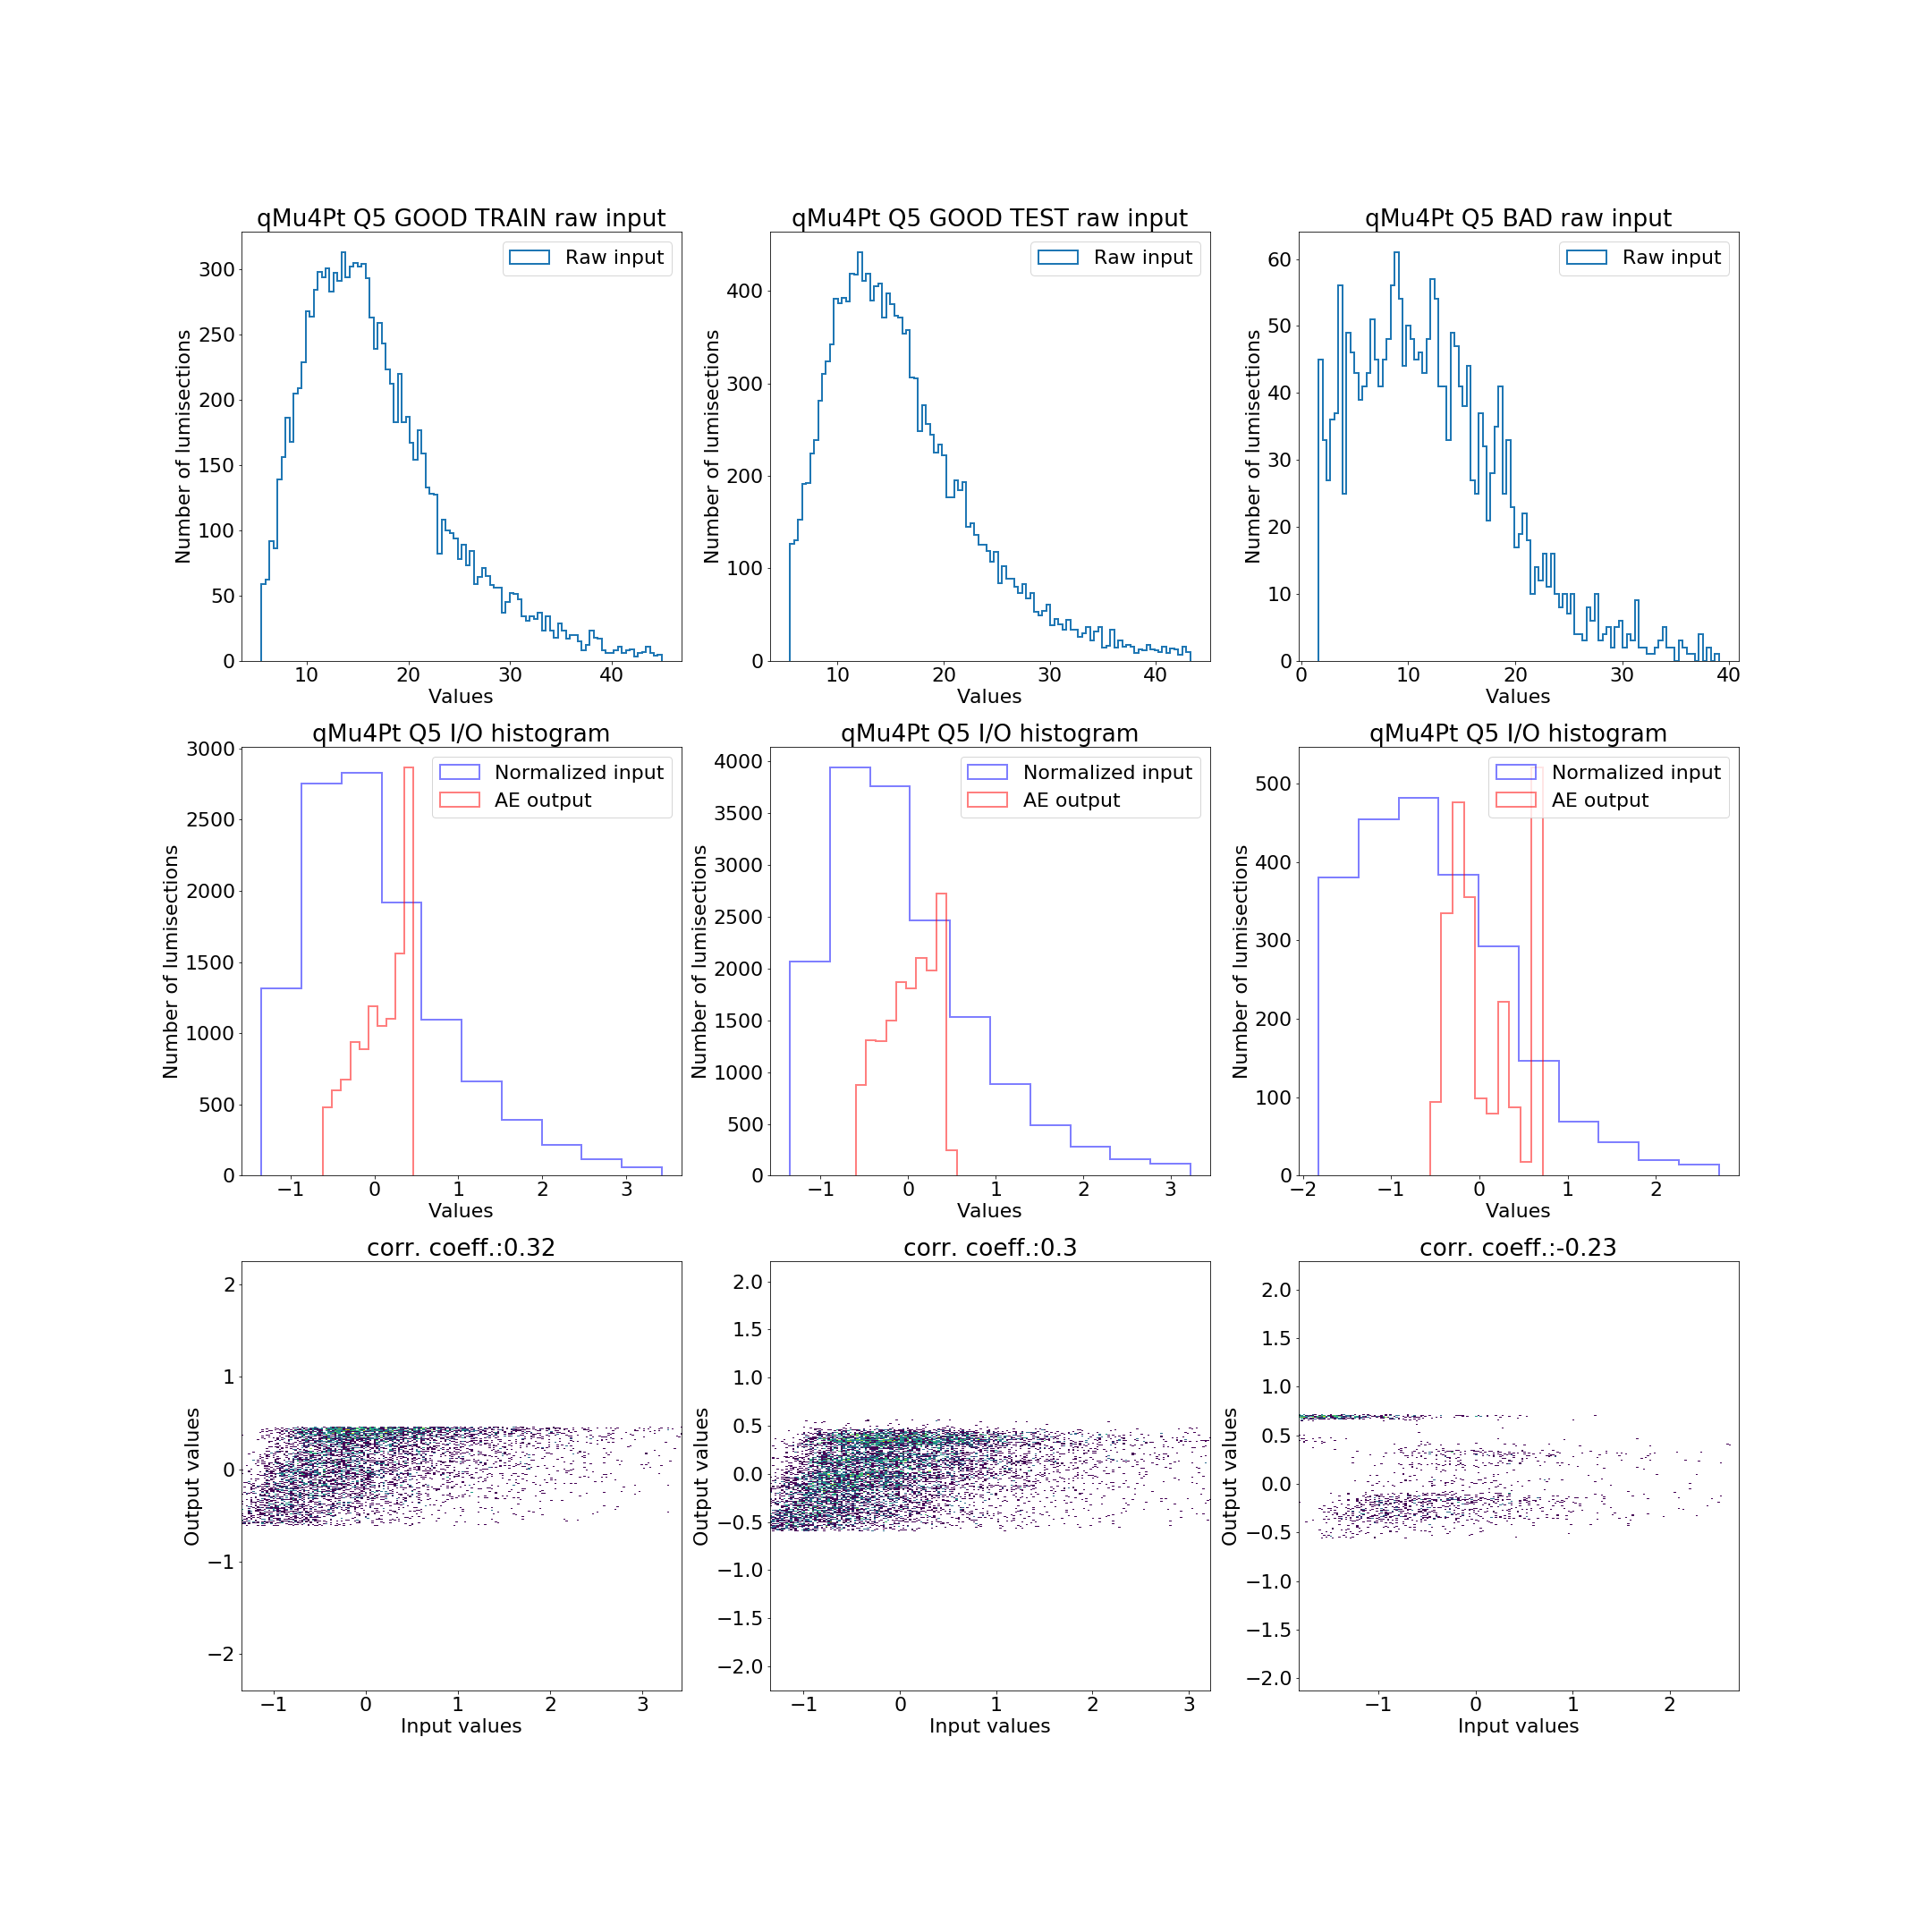 qMu4Pt Q5 GOOD TRAIN raw input
Raw input
Number of lumisections
300
250
200
150
100
50
0
10 20 30 40
Values
qMu4Pt Q5 GOOD TEST raw input
Raw input
Number of lumisections
400
300
200
100
0
10 20 30 40
Values
qMu4Pt Q5 BAD raw input
Raw input
Number of lumisections
60
50
40
30
20
10
0
0 10 20 30 40
Values
qMu4Pt Q5 I/O histogram
Normalized input
AE output
Number of lumisections
3000
2500
2000
1500
1000
500
0
−1 0 1 2 3
Values
qMu4Pt Q5 I/O histogram
Normalized input
AE output
Number of lumisections
4000
3500
3000
2500
2000
1500
1000
500
0
−1 0 1 2 3
Values
qMu4Pt Q5 I/O histogram
Normalized input
AE output
Number of lumisections
500
400
300
200
100
0
−2 −1 0 1 2
Values
corr. coeff.:0.32
Output values
2
1
0
−1
−2
−1 0 1 2 3
Input values
corr. coeff.:0.3
Output values
2.0
1.5
1.0
0.5
0.0
−0.5
−1.0
−1.5
−2.0
−1 0 1 2 3
Input values
corr. coeff.:-0.23
Output values
2.0
1.5
1.0
0.5
0.0
−0.5
−1.0
−1.5
−2.0
−1 0 1 2
Input values